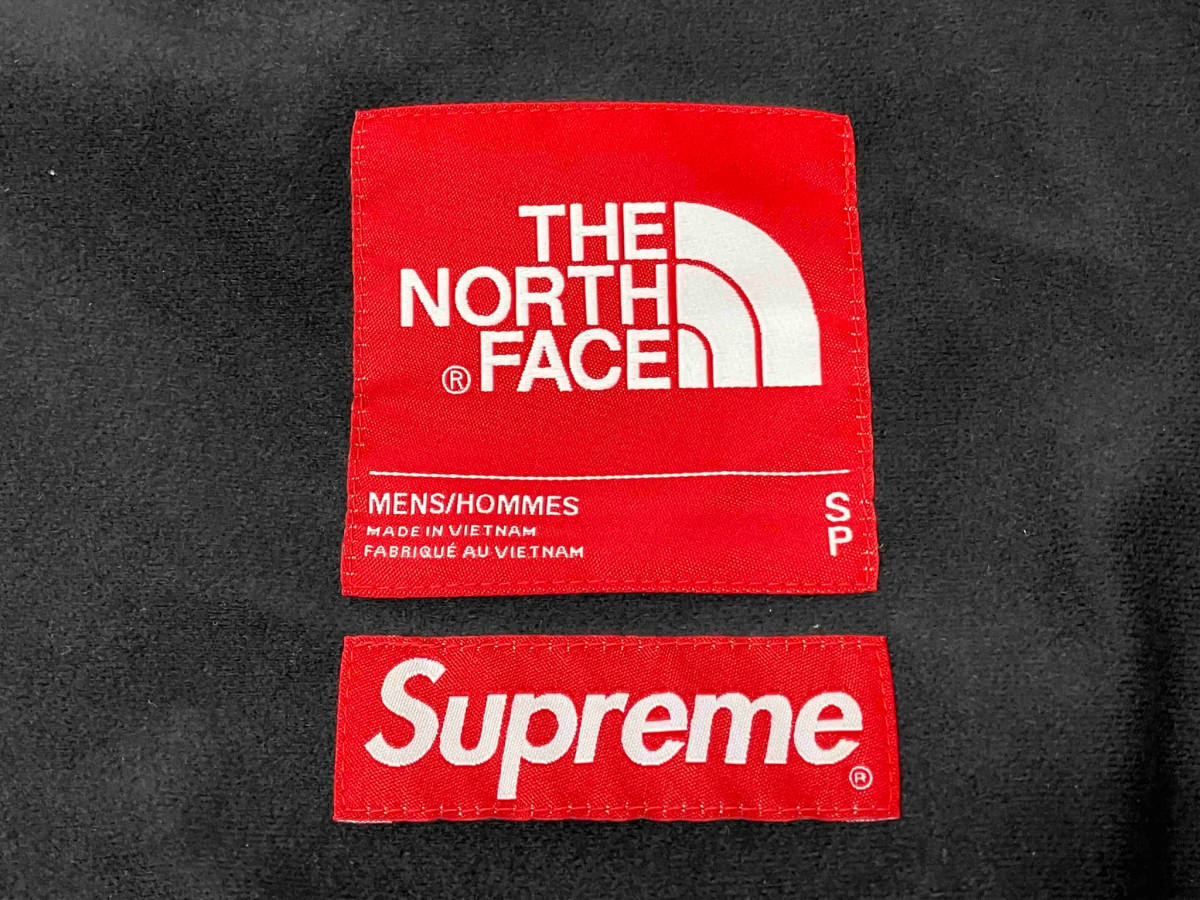 THE
NORTH
® FACE
MENS/HOMMES S
MADE IN VIETNAM P
FABRIQUÉ AU VIETNAM
Supreme®